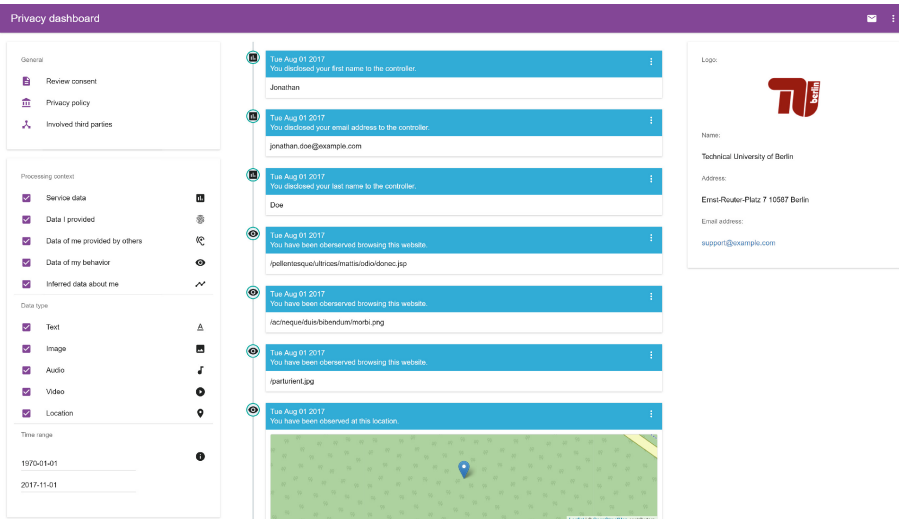 Privacy dashboard
General
Review consent
Privacy policy
Involved third parties
Processing context
Service data
Data I provided
Data of me provided by others
Data of my behavior
Inferred data about me
Data type
Text
A
Image
Audio
Video
Location
Time range
1970-01-01
2017-11-01
Tue Aug 01 2017
You disclosed your first name to the controller.
Jonathan
Tue Aug 01 2017
You disclosed your email address to the controller.
jonathan.doe@example.com
Tue Aug 01 2017
You disclosed your last name to the controller.
Doe
Tue Aug 01 2017
You have been oberserved browsing this website.
/pellentesque/ultrices/mattis/odio/donec.jsp
Tue Aug 01 2017
You have been oberserved browsing this website.
/ac/neque/duis/bibendum/morbi.png
Tue Aug 01 2017
You have been oberserved browsing this website.
/parturient.jpg
Tue Aug 01 2017
You have been observed at this location.
Logo:
berlin
Name:
Technical University of Berlin
Address:
Ernst-Reuter-Platz 7 10587 Berlin
Email address:
support@example.com